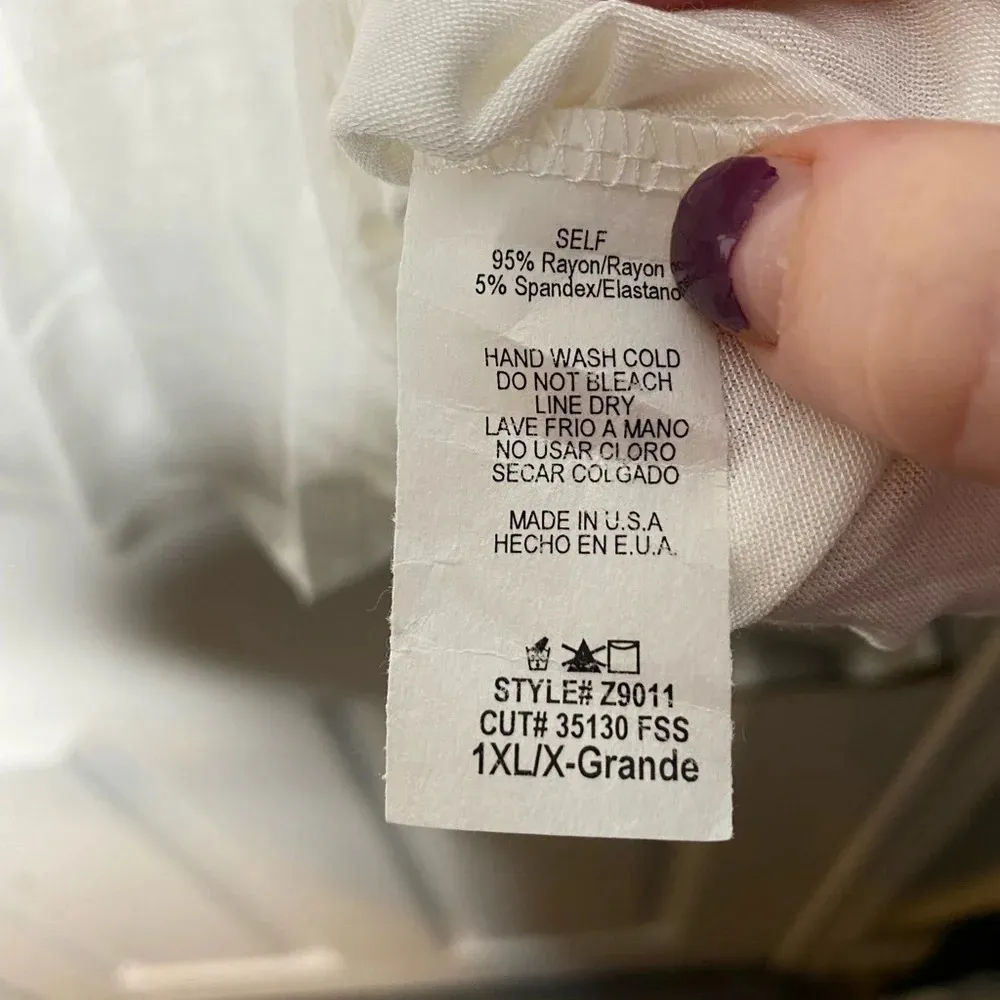 SELF
95% Rayon/Rayon
5% Spandex/Elastano
HAND WASH COLD
DO NOT BLEACH
LINE DRY
LAVE FRIO A MANO
NO USAR CLORO
SECAR COLGADO
MADE IN U.S.A
HECHO EN E.U.A.
STYLE# Z9011
CUT# 35130 FSS
1XL/X-Grande